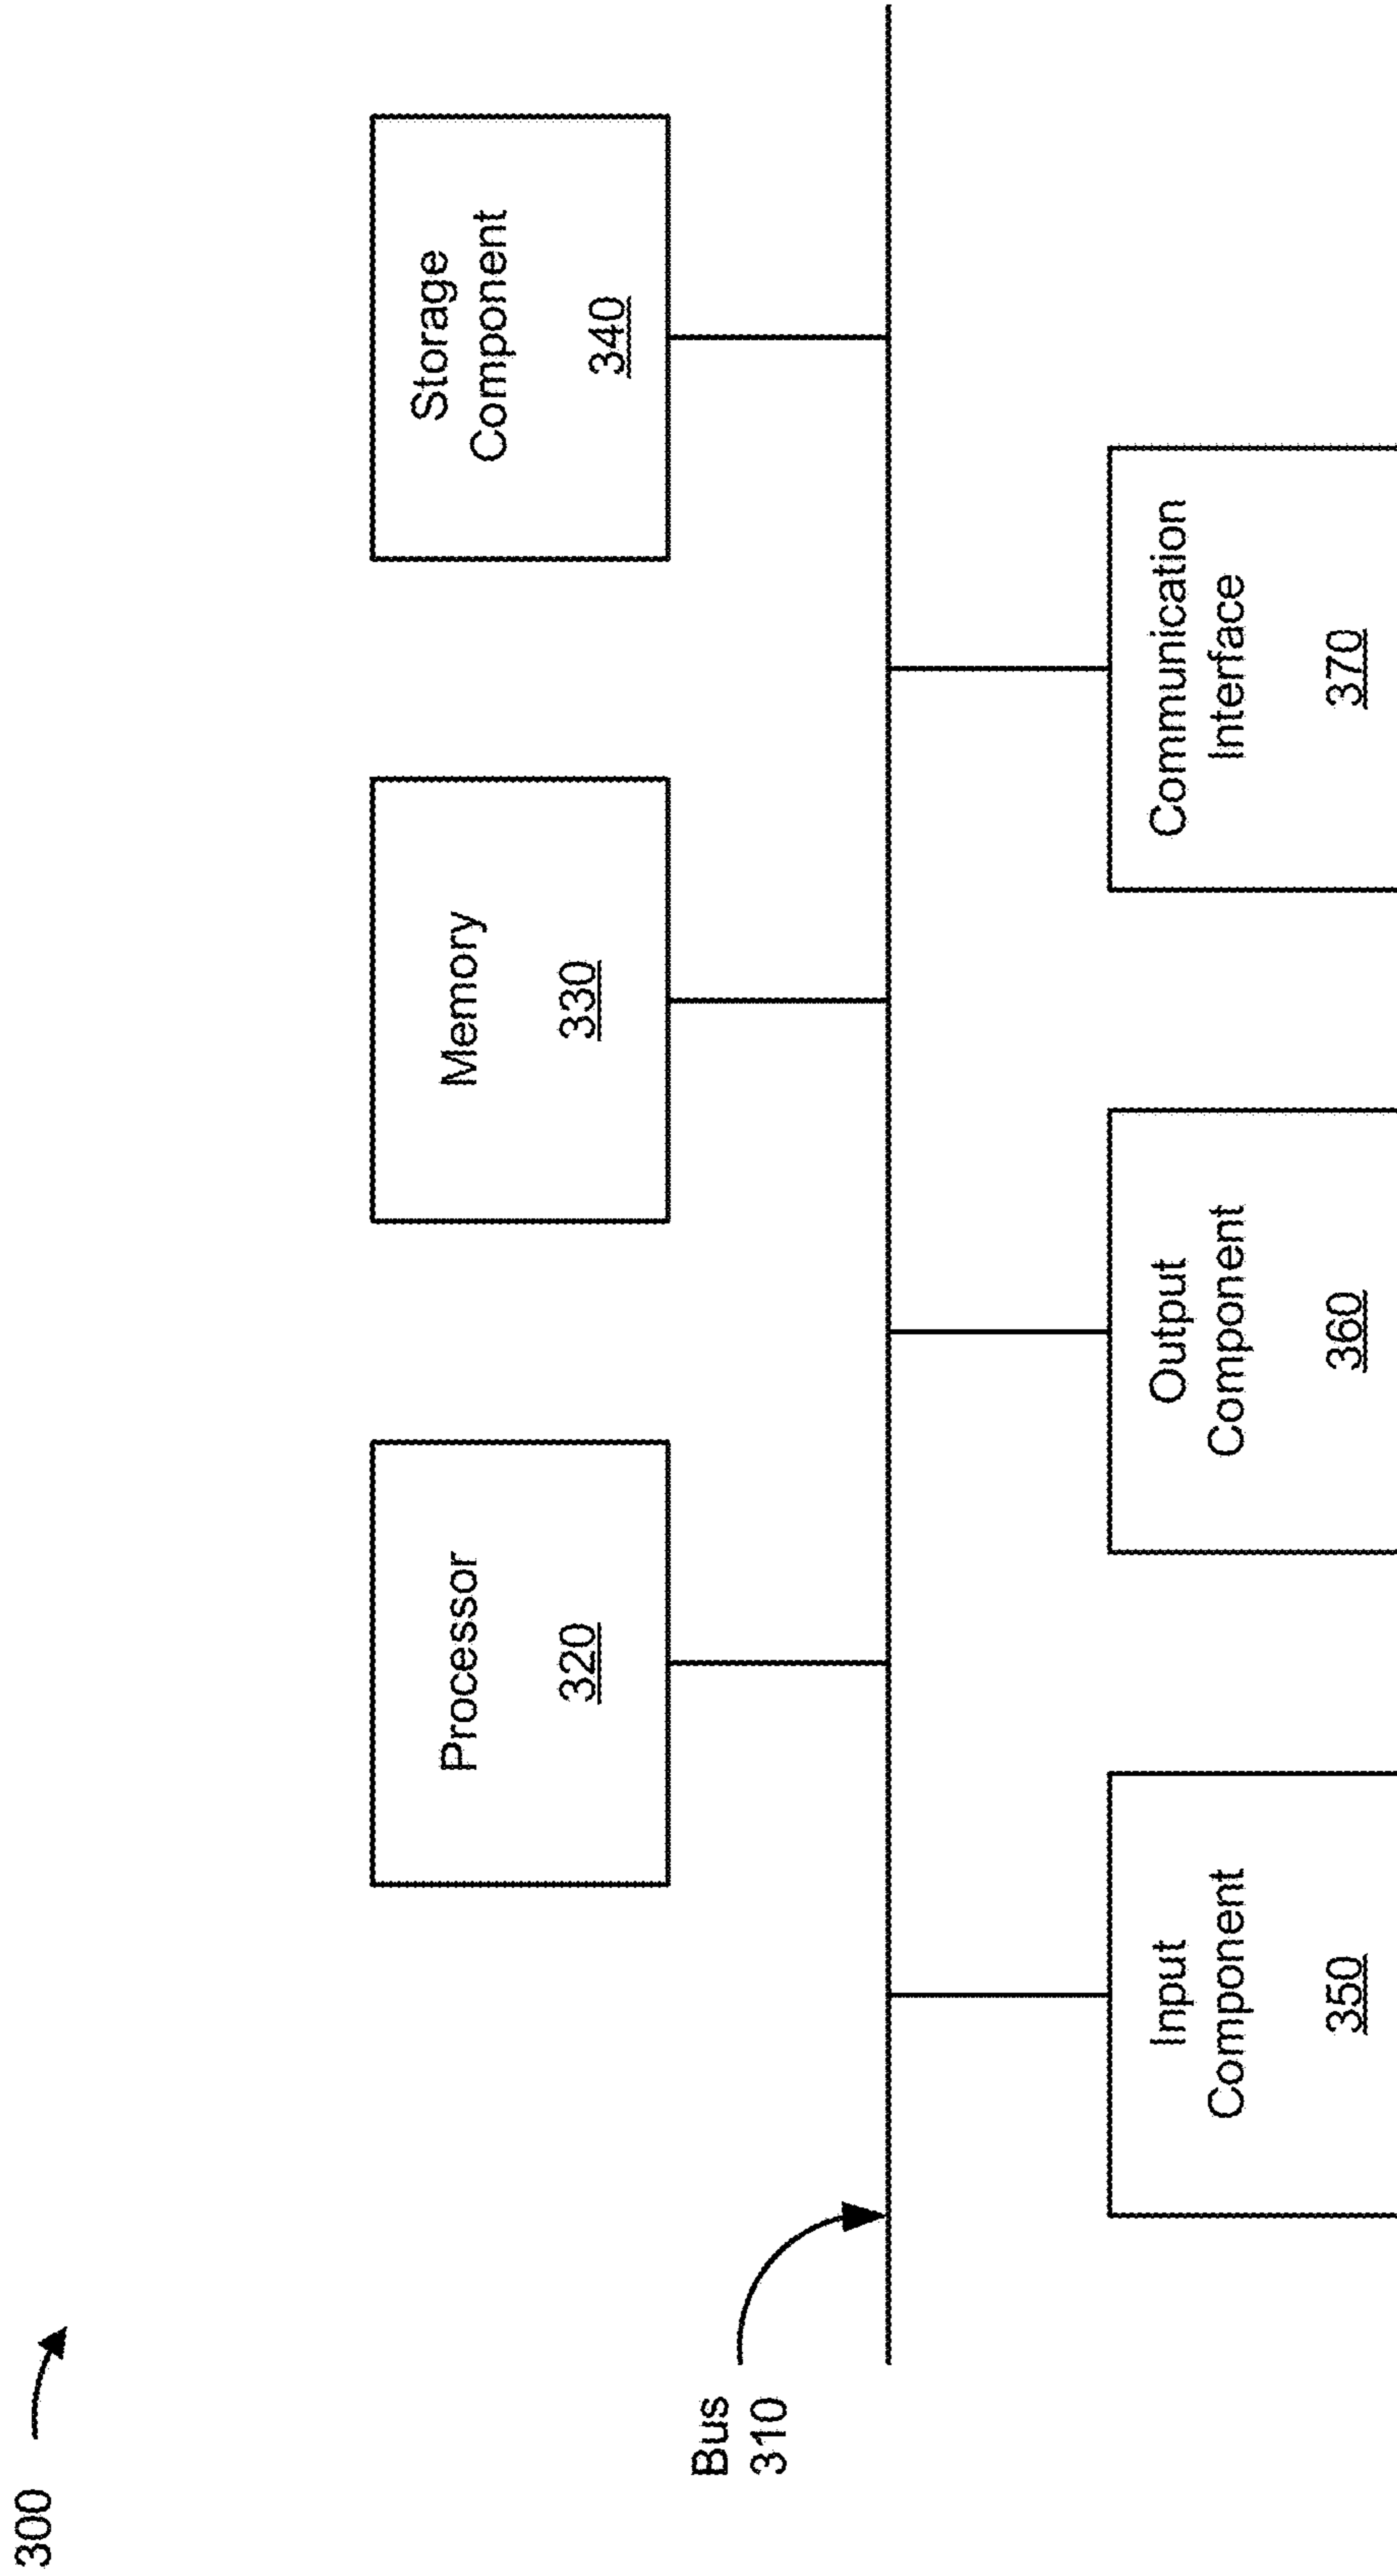 300
Processor
320
Memory
330
Storage
Component
340
Bus
310
Input
Component
350
Output
Component
360
Communication
Interface
370